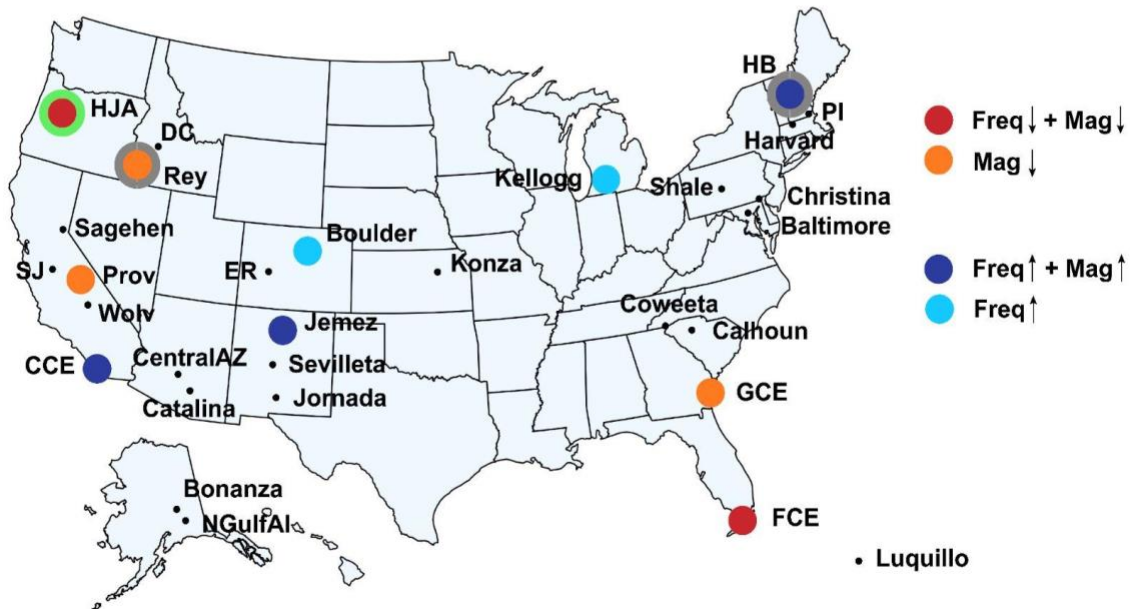 HB
HJA
PI
Freq↓ + Mag↓
DC
Harvard
Mag ↓
Rey
Kellogg
Shale
Christina
Sagehen
Boulder
Baltimore
SJ
Prov
ER
Konza
Freq↑ + Mag↑
Wolv
Coweeta
Freq↑
Jemez
Calhoun
CCE
CentralAZ
Sevilleta
GCE
Catalina
Jornada
Bonanza
NGulfAl
FCE
Luquillo